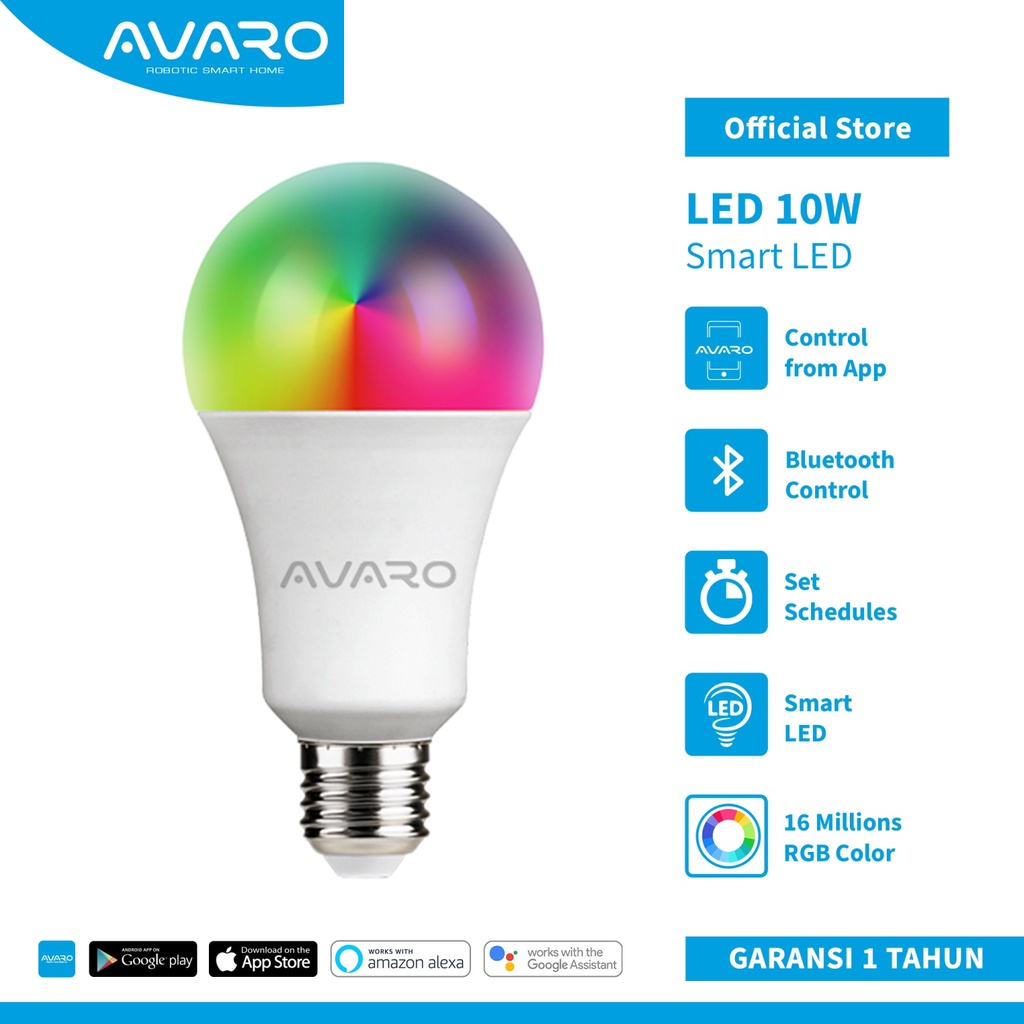 AVARO
ROBOTIC SMART HOME
Official Store
LED 10W
Smart LED
AVARO
Control
from App
Bluetooth
Control
AVARO
Set
Schedules
LED
Smart
LED
16 Millions
RGB Color
AVARO
ANDROID APP ON
Google play
Download on the
App Store
WORKS WITH
amazon alexa
works with the
Google Assistant
GARANSI 1 TAHUN